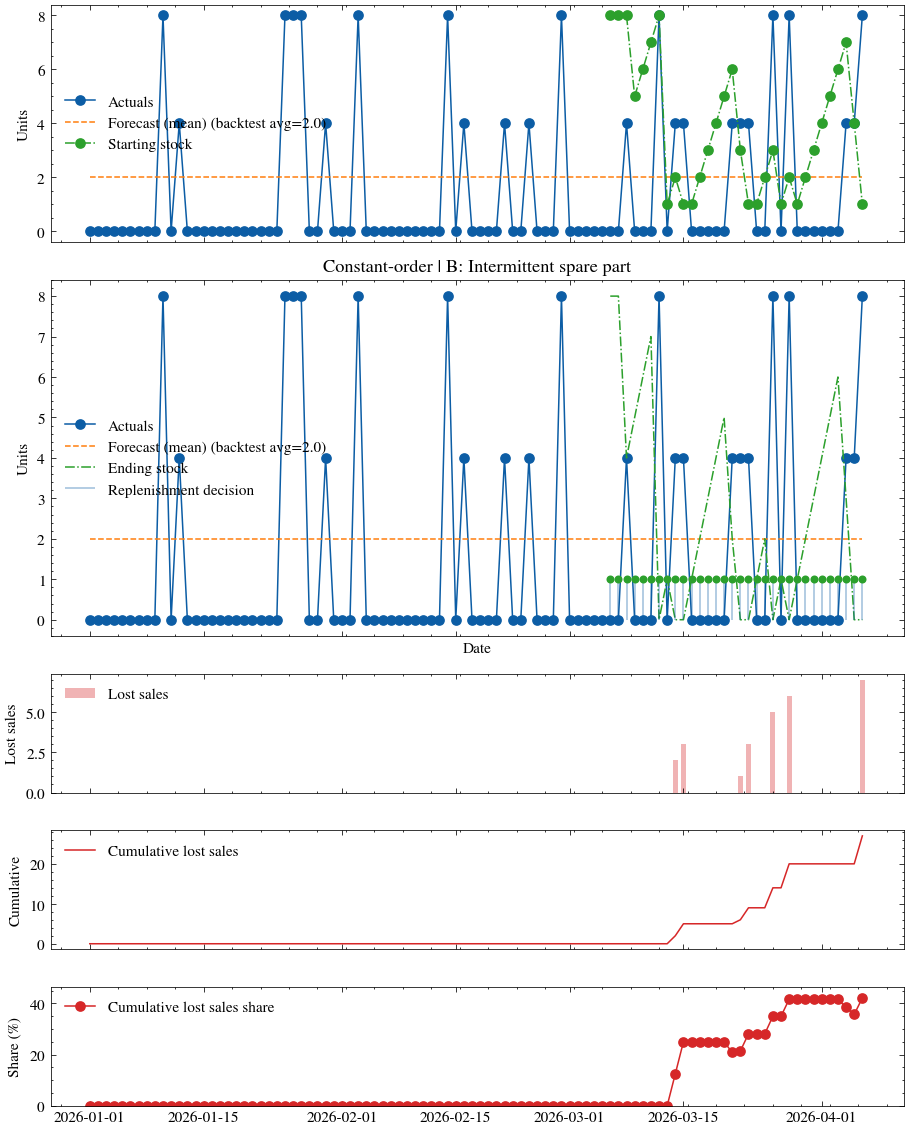 8
6
4
2
0
Units
Actuals
Forecast (mean) (backtest avg=2.0)
Starting stock
Constant-order | B: Intermittent spare part
8
7
6
5
4
3
2
1
0
Units
Actuals
Forecast (mean) (backtest avg=2.0)
Ending stock
Replenishment decision
Date
5.0
2.5
0.0
Lost sales
Lost sales
20
10
0
Cumulative
Cumulative lost sales
40
20
0
Share (%)
Cumulative lost sales share
2026-01-01
2026-01-15
2026-02-01
2026-02-15
2026-03-01
2026-03-15
2026-04-01